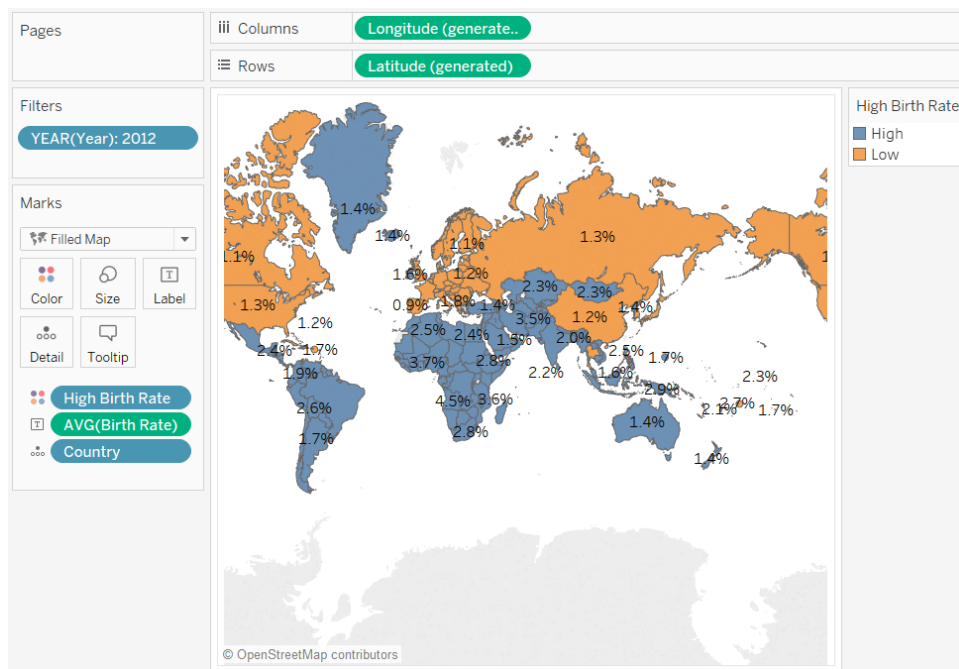 Pages
Columns
Longitude (generate..
Rows
Latitude (generated)
Filters
YEAR(Year): 2012
Marks
Filled Map
Color
Size
Label
Detail
Tooltip
High Birth Rate
AVG(Birth Rate)
Country
High Birth Rate
High
Low
1.4%
1.4%
1.1%
1.3%
1.1%
1.6%
1.2%
1.3%
0.9%
1.8%
1.4%
2.3%
2.3%
1.4%
1.2%
1.2%
3.5%
2.5%
2.4%
1.5%
2.0%
2.4%
1.7%
3.7%
2.8%
2.5%
1.7%
1.9%
2.2%
1.6%
2.3%
2.6%
4.5%
3.6%
2.9%
2.7%
2.1%
1.7%
1.7%
2.8%
1.4%
1.4%
© OpenStreetMap contributors